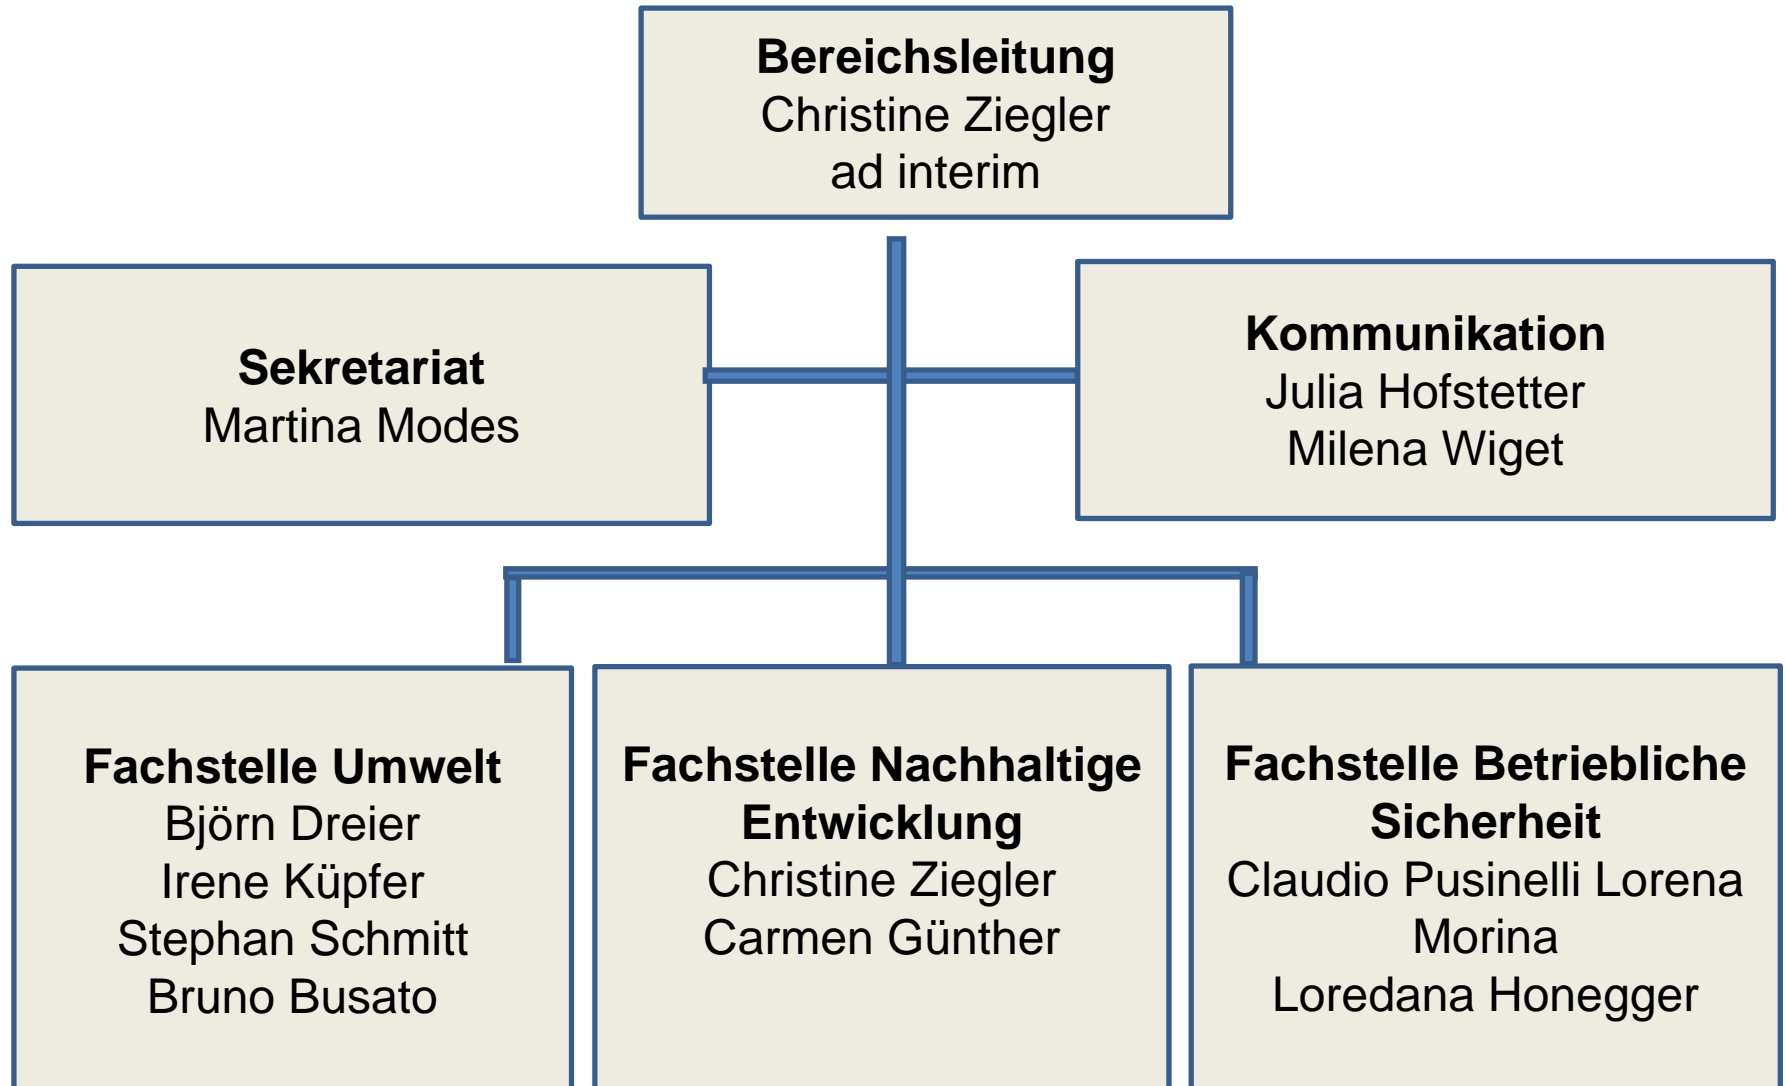 Bereichsleitung
Christine Ziegler
ad interim
Sekretariat
Martina Modes
Kommunikation
Julia Hofstetter
Milena Wiget
Fachstelle Umwelt
Björn Dreier
Irene Küpfer
Stephan Schmitt
Bruno Busato
Fachstelle Nachhaltige
Entwicklung
Christine Ziegler
Carmen Günther
Fachstelle Betriebliche
Sicherheit
Claudio Pusinelli Lorena
Morina
Loredana Honegger